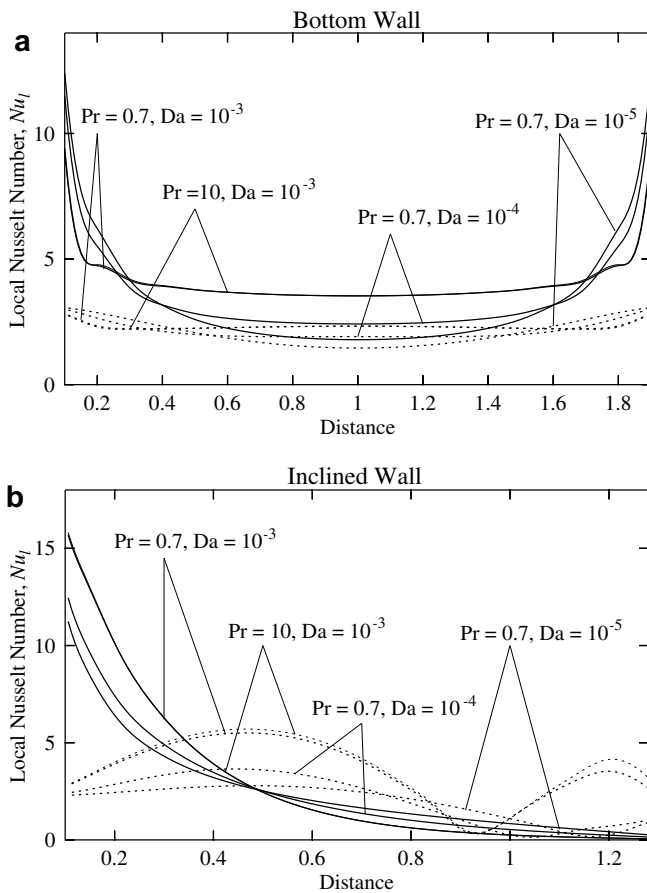 Bottom Wall
a
Local Nusselt Number, Nu_l
Pr = 0.7, Da = 10^-3
Pr = 0.7, Da = 10^-5
Pr =10, Da = 10^-3
Pr = 0.7, Da = 10^-4
10
5
0
0.2 0.4 0.6 0.8 1 1.2 1.4 1.6 1.8
Distance
Inclined Wall
b
Local Nusselt Number, Nu_l
Pr = 0.7, Da = 10^-3
Pr = 10, Da = 10^-3
Pr = 0.7, Da = 10^-5
Pr = 0.7, Da = 10^-4
15
10
5
0
0.2 0.4 0.6 0.8 1 1.2
Distance